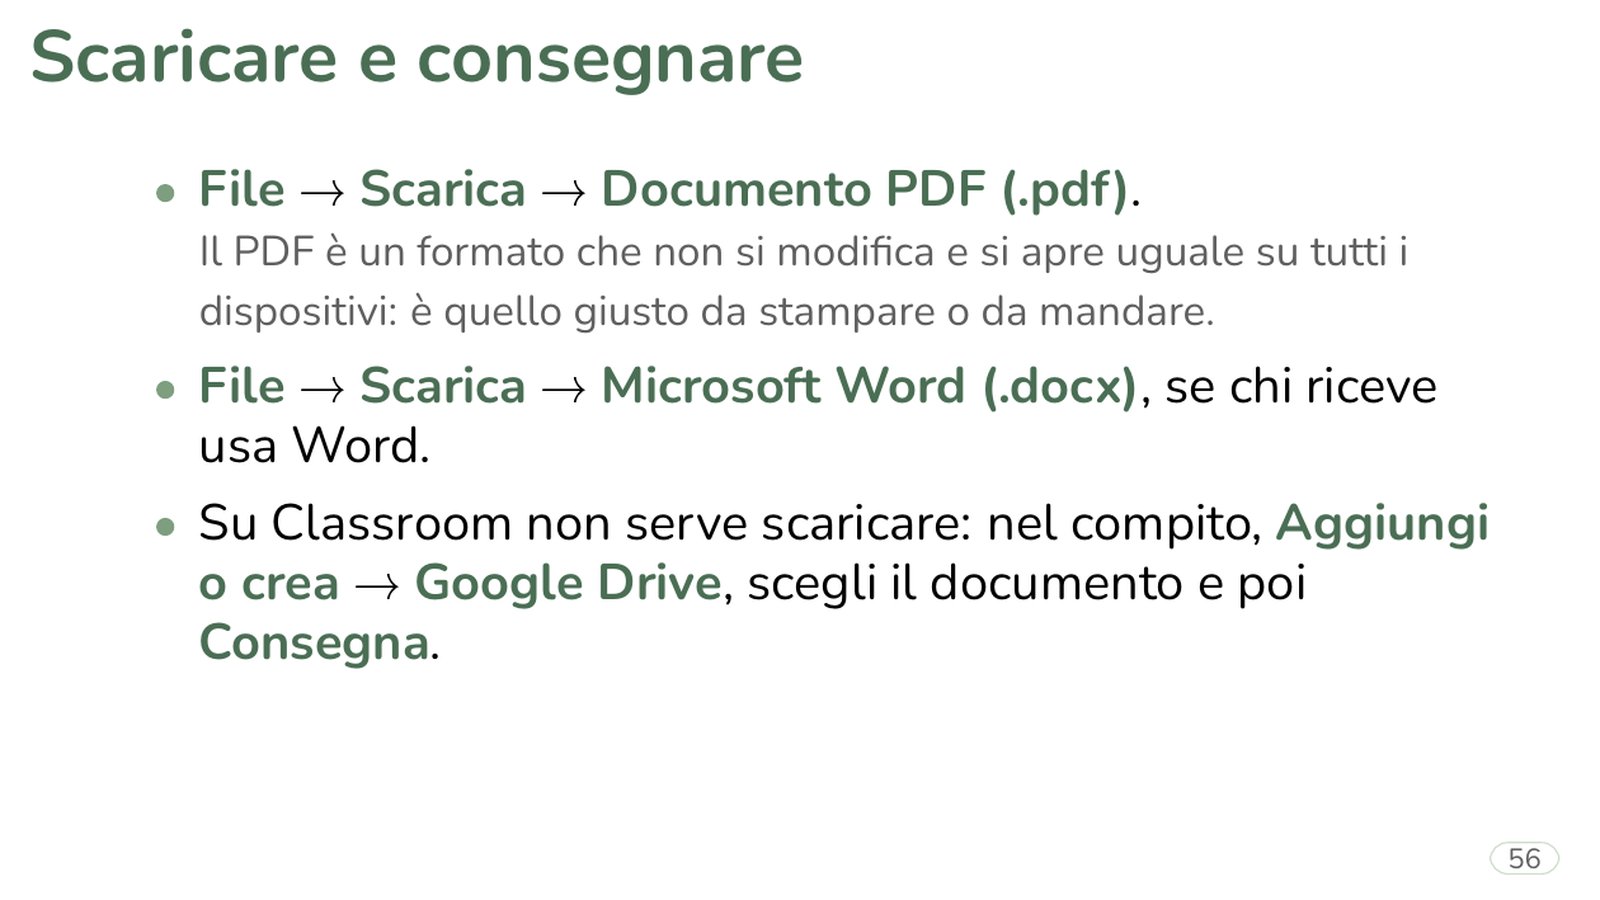 Scaricare e consegnare
• File → Scarica → Documento PDF (.pdf).
Il PDF è un formato che non si modifica e si apre uguale su tutti i
dispositivi: è quello giusto da stampare o da mandare.
• File → Scarica → Microsoft Word (.docx), se chi riceve
usa Word.
• Su Classroom non serve scaricare: nel compito, Aggiungi
o crea → Google Drive, scegli il documento e poi
Consegna.
56